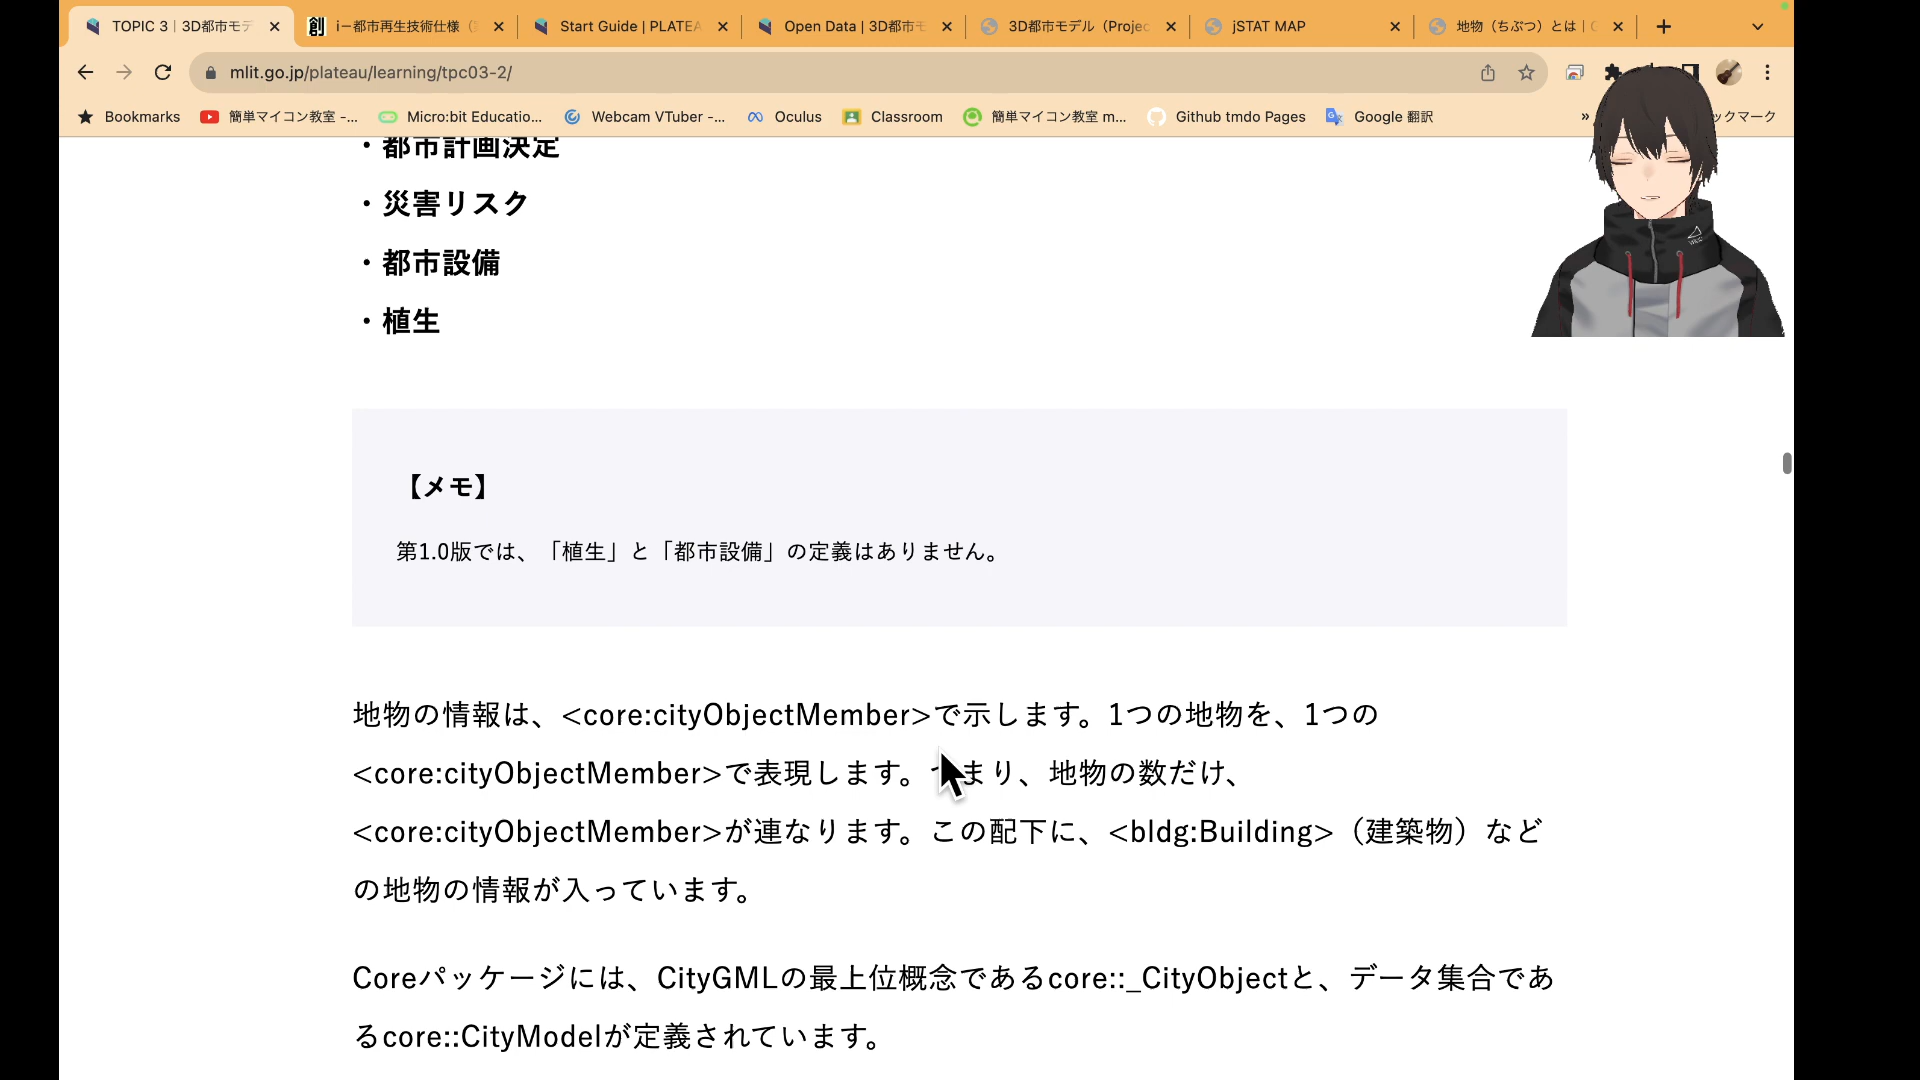 TOPIC 3 | 3D都市モデ
i－都市再生技術仕様（
Start Guide | PLATEA
Open Data | 3D都市モ
3D都市モデル（Projec
jSTAT MAP
地物（ちぶつ）とは |
mlit.go.jp/plateau/learning/tpc03-2/
Bookmarks
簡単マイコン教室 -...
Micro:bit Educatio...
Webcam VTuber -...
Oculus
Classroom
簡単マイコン教室 m...
Github tmdo Pages
Google 翻訳
»
ックマーク
・都市計画決定
・災害リスク
・都市設備
・植生
【メモ】
第1.0版では、「植生」と「都市設備」の定義はありません。
地物の情報は、<core:cityObjectMember>で示します。1つの地物を、1つの
<core:cityObjectMember>で表現します。つまり、地物の数だけ、
<core:cityObjectMember>が連なります。この配下に、<bldg:Building>（建築物）など
の地物の情報が入っています。
Coreパッケージには、CityGMLの最上位概念であるcore::_CityObjectと、データ集合であ
るcore::CityModelが定義されています。